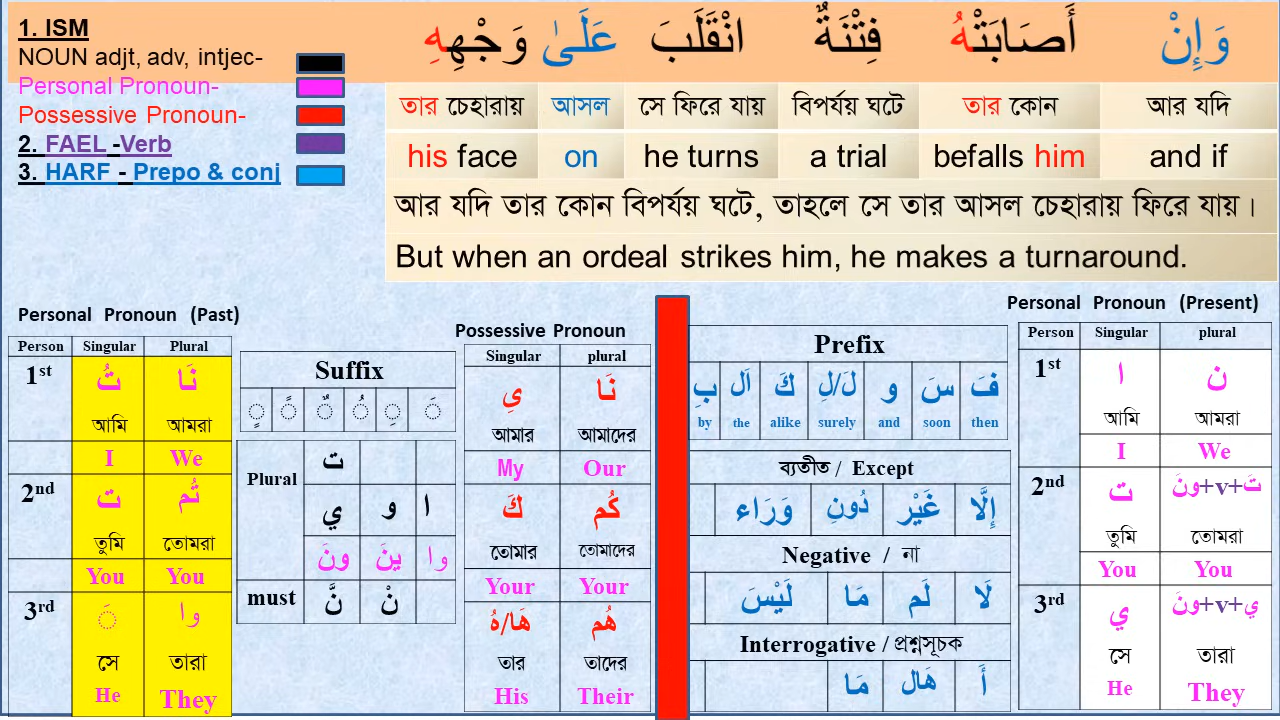 1. ISM
NOUN adjt, adv, intjec-
Personal Pronoun-
Possessive Pronoun-
2. FAEL -Verb
3. HARF - Prepo & conj
وَإِنْ أَصَابَتْهُ فِتْنَةٌ انْقَلَبَ عَلَىٰ وَجْهِهِ
তার চেহারায় আসল সে ফিরে যায় বিপর্যয় ঘটে তার কোন আর যদি
his face on he turns a trial befalls him and if
আর যদি তার কোন বিপর্যয় ঘটে, তাহলে সে তার আসল চেহারায় ফিরে যায়।
But when an ordeal strikes him, he makes a turnaround.
Personal Pronoun (Past)
Person Singular Plural
1st تُ نَا
আমি আমরা
I We
2nd ت تُم
তুমি তোমরা
You You
3rd َ وا
সে তারা
He They
Suffix
ٍ ً ٌ ُ ِ َ
Plural ت
ي و ا
ونَ ينَ وا
must نَّ نْ
Possessive Pronoun
Singular plural
يِ نَا
আমার আমাদের
My Our
كَ كُم
তোমার তোমাদের
Your Your
هَا/هُ هُم
তার তাদের
His Their
Prefix
بِ اَل كَ لَ/لِ و سَ فَ
by the alike surely and soon then
ব্যতীত / Except
وَرَاء دُونِ غَيْر إِلَّا
Negative / না
لَيْسَ مَا لَم لَا
Interrogative / প্রশ্নসূচক
مَا هَال أَ
Personal Pronoun (Present)
Person Singular plural
1st ا ن
আমি আমরা
I We
2nd ت تَ+v+ونَ
তুমি তোমরা
You You
3rd ي ي+v+ونَ
সে তারা
He They